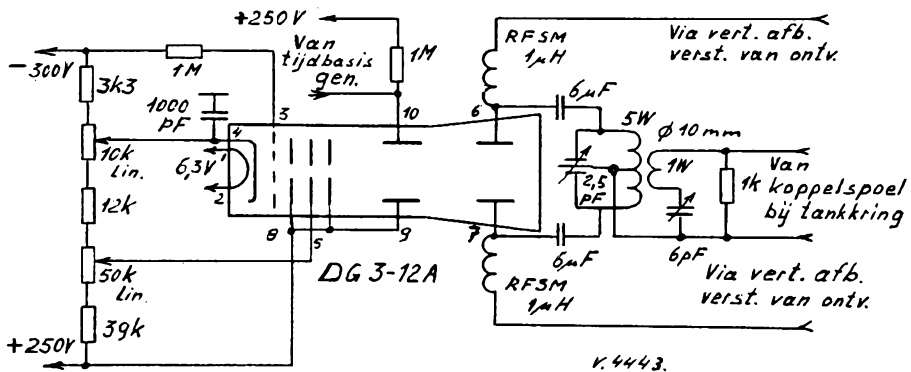 +250V
Van
tijdbasis
gen.
1M
-300V
1M
3k3
1000
pF
3
4
10
6
RFSM
1µH
6µF
Via vert. afb.
verst. van ontv.
10k
lin.
6,3V
1
2
12k
50k
lin.
39k
+250V
8
5
9
7
DG3-12A
5W
ϕ 10mm
1W
2,5
pF
1k
Van
koppelspoel
bij tankkring
6pF
6µF
RFSM
1µH
Via vert. afb.
verst. van ontv.
V.4443.